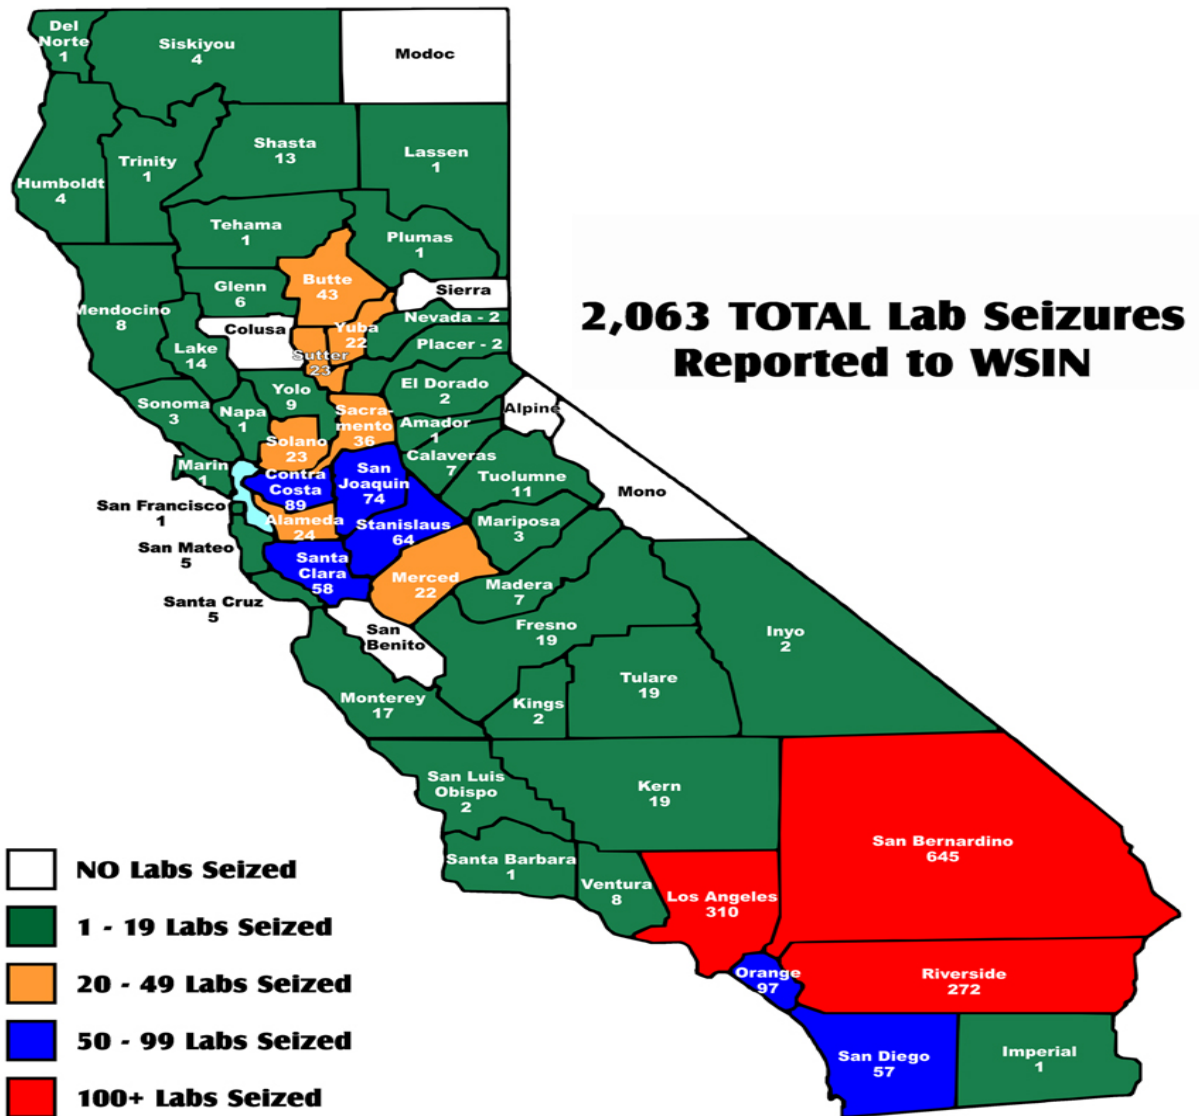 Del
Norte
1
Siskiyou
4
Modoc
Shasta
13
Lassen
1
Trinity
1
Humboldt
4
Tehama
1
Plumas
1
Butte
43
Glenn
6
Sierra
Mendocino
8
Colusa
Yuba
22
Nevada - 2
Placer - 2
Lake
14
Sutter
23
2,063 TOTAL Lab Seizures
Reported to WSIN
El Dorado
2
Yolo
9
Sonoma
3
Napa
1
Sacra-
mento
36
Alpine
Amador
1
Solano
23
Calaveras
7
Marin
1
Contra
Costa
89
San
Joaquin
74
Tuolumne
11
Mono
San Francisco
1
Alameda
24
Stanislaus
64
Mariposa
3
San Mateo
5
Santa
Clara
58
Merced
22
Madera
7
Santa Cruz
5
San
Benito
Fresno
19
Inyo
2
Monterey
17
Kings
2
Tulare
19
San Luis
Obispo
2
Kern
19
San Bernardino
645
Santa Barbara
1
Ventura
8
Los Angeles
310
Orange
97
Riverside
272
San Diego
57
Imperial
1
NO Labs Seized
1 - 19 Labs Seized
20 - 49 Labs Seized
50 - 99 Labs Seized
100+ Labs Seized